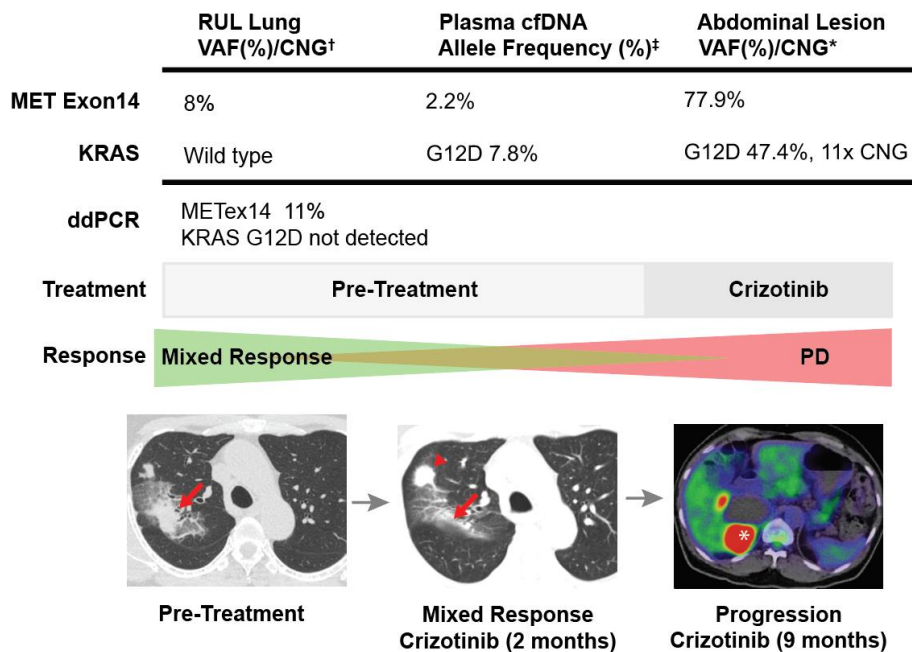 RUL Lung Plasma cfDNA Abdominal Lesion
VAF(%)/CNG† Allele Frequency (%)‡ VAF(%)/CNG*
MET Exon14 8% 2.2% 77.9%
KRAS Wild type G12D 7.8% G12D 47.4%, 11x CNG
ddPCR METex14 11%
KRAS G12D not detected
Treatment Pre-Treatment Crizotinib
Response Mixed Response PD
*
Pre-Treatment Mixed Response Progression
Crizotinib (2 months) Crizotinib (9 months)